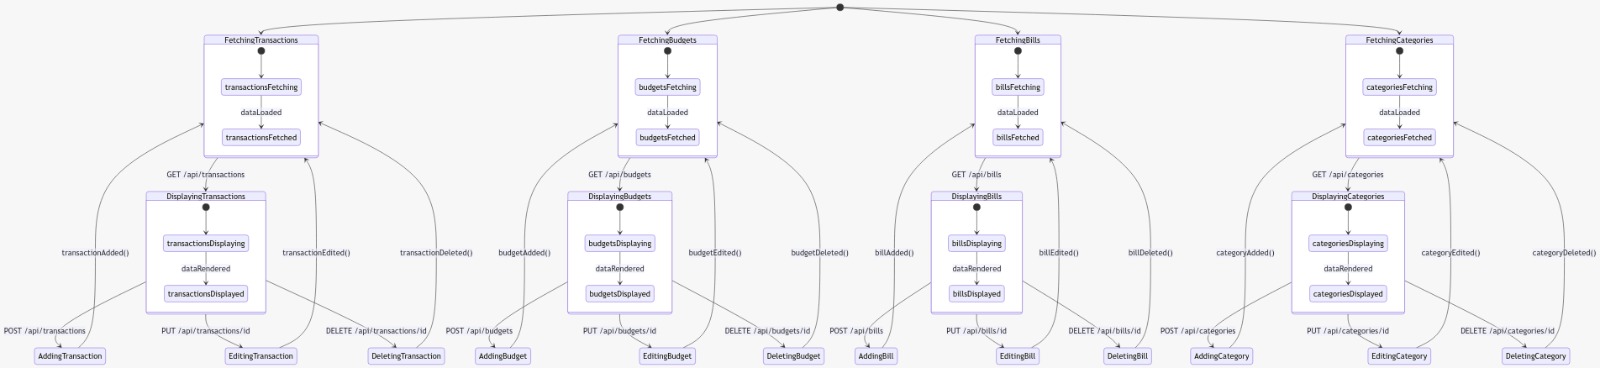 FetchingTransactions
transactionsFetching
dataLoaded
transactionsFetched
GET /api/transactions
DisplayingTransactions
transactionsDisplaying
dataRendered
transactionsDisplayed
transactionAdded()
transactionEdited()
transactionDeleted()
POST /api/transactions
PUT /api/transactions/id
DELETE /api/transactions/id
AddingTransaction
EditingTransaction
DeletingTransaction
FetchingBudgets
budgetsFetching
dataLoaded
budgetsFetched
GET /api/budgets
DisplayingBudgets
budgetsDisplaying
dataRendered
budgetsDisplayed
budgetAdded()
budgetEdited()
budgetDeleted()
POST /api/budgets
PUT /api/budgets/id
DELETE /api/budgets/id
AddingBudget
EditingBudget
DeletingBudget
FetchingBills
billsFetching
dataLoaded
billsFetched
GET /api/bills
DisplayingBills
billsDisplaying
dataRendered
billsDisplayed
billAdded()
billEdited()
billDeleted()
POST /api/bills
PUT /api/bills/id
DELETE /api/bills/id
AddingBill
EditingBill
DeletingBill
FetchingCategories
categoriesFetching
dataLoaded
categoriesFetched
GET /api/categories
DisplayingCategories
categoriesDisplaying
dataRendered
categoriesDisplayed
categoryAdded()
categoryEdited()
categoryDeleted()
POST /api/categories
PUT /api/categories/id
DELETE /api/categories/id
AddingCategory
EditingCategory
DeletingCategory